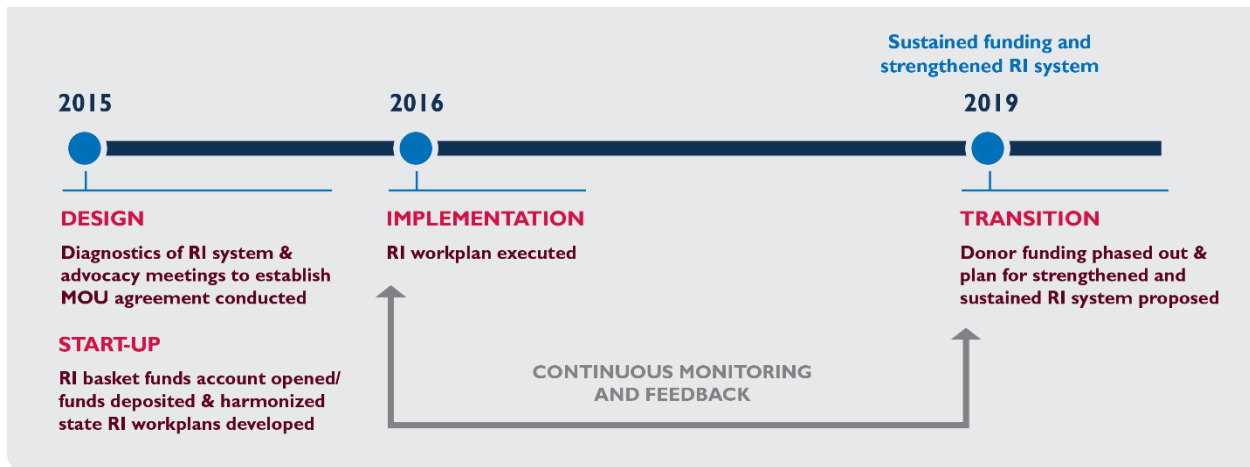 Sustained funding and
strengthened RI system
2015
2016
2019
DESIGN
Diagnostics of RI system &
advocacy meetings to establish
MOU agreement conducted
START-UP
RI basket funds account opened/
funds deposited & harmonized
state RI workplans developed
IMPLEMENTATION
RI workplan executed
TRANSITION
Donor funding phased out &
plan for strengthened and
sustained RI system proposed
CONTINUOUS MONITORING
AND FEEDBACK